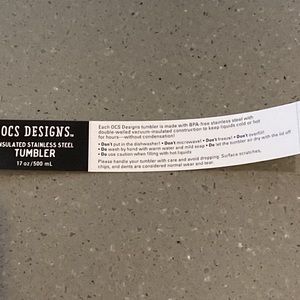 OCS DESIGNS™
INSULATED STAINLESS STEEL
TUMBLER
17 oz / 500 mL
Each OCS Designs tumbler is made with BPA-free stainless steel with
double-walled vacuum-insulated construction to keep liquids cold or hot
for hours—without condensation!
• Don't put in the dishwasher! • Don't microwave! • Don't freeze! • Don't overfill!
• Do wash by hand with warm water and mild soap • Do let the tumbler air dry with the lid off
• Do use caution when filling with hot liquids
Please handle your tumbler with care and avoid dropping. Surface scratches,
chips, and dents are considered normal wear and tear.